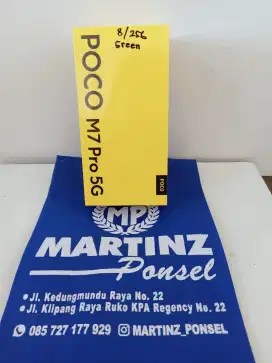 8/256
Green
POCO M7 Pro 5G
POCO
MP
MARTINZ
Ponsel
• Jl. Kedungmundu Raya No. 22
• Jl. Klipang Raya Ruko KPA Regency No. 22
085 727 177 929 MARTINZ_PONSEL